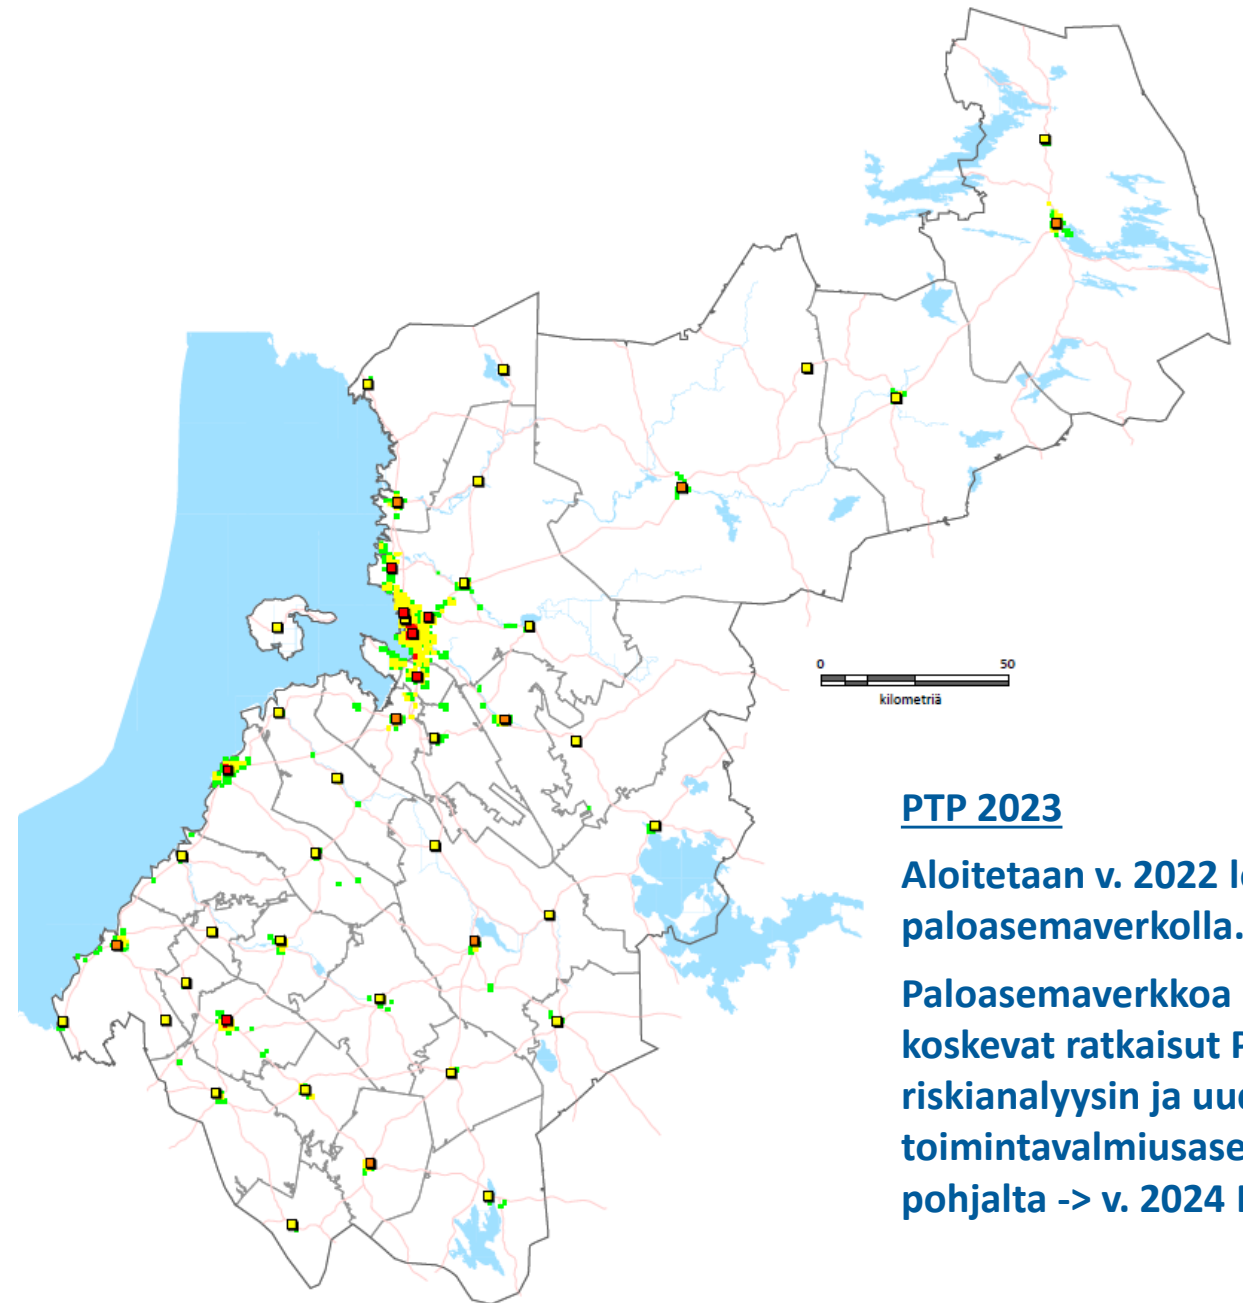 0 50
kilometriä
PTP 2023
Aloitetaan v. 2022
paloasemaverkolla.
Paloasemaverkkoa
koskevat ratkaisut
riskianalyysin ja
toimintavalmiusase
pohjalta -> v. 2024